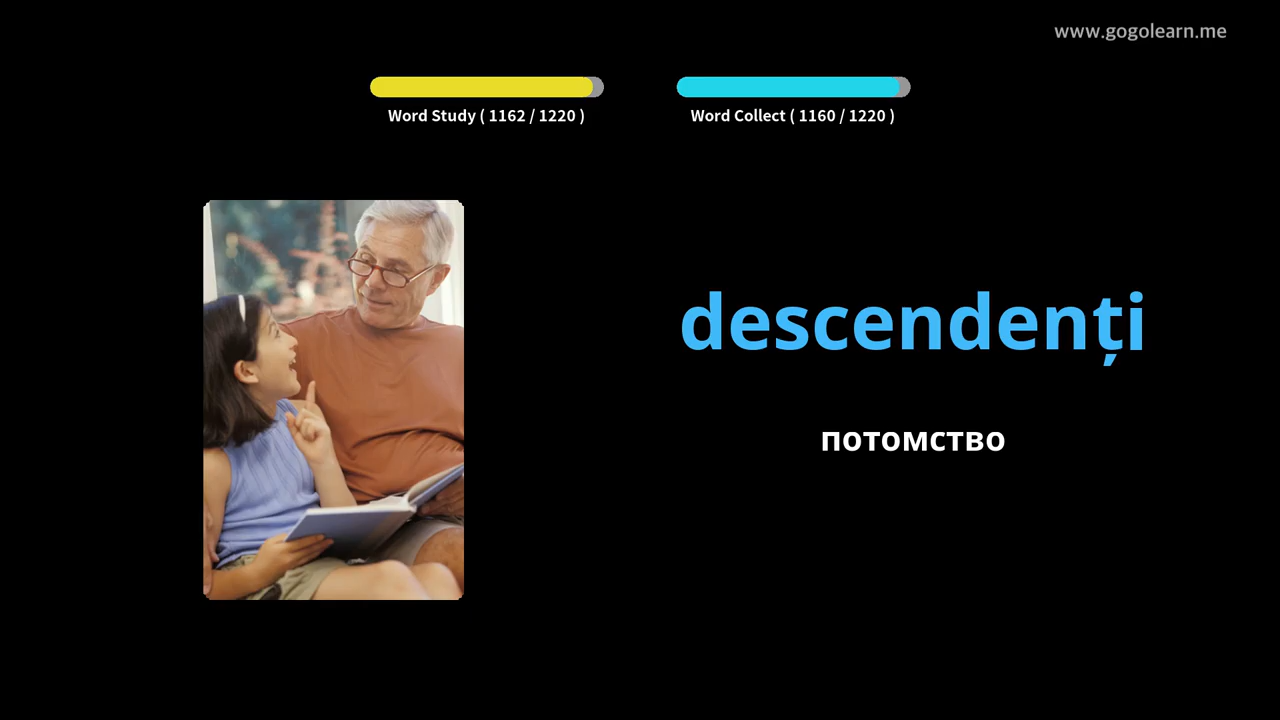 www.gogolearn.me
Word Study ( 1162 / 1220 )
Word Collect ( 1160 / 1220 )
descendenți
потомство